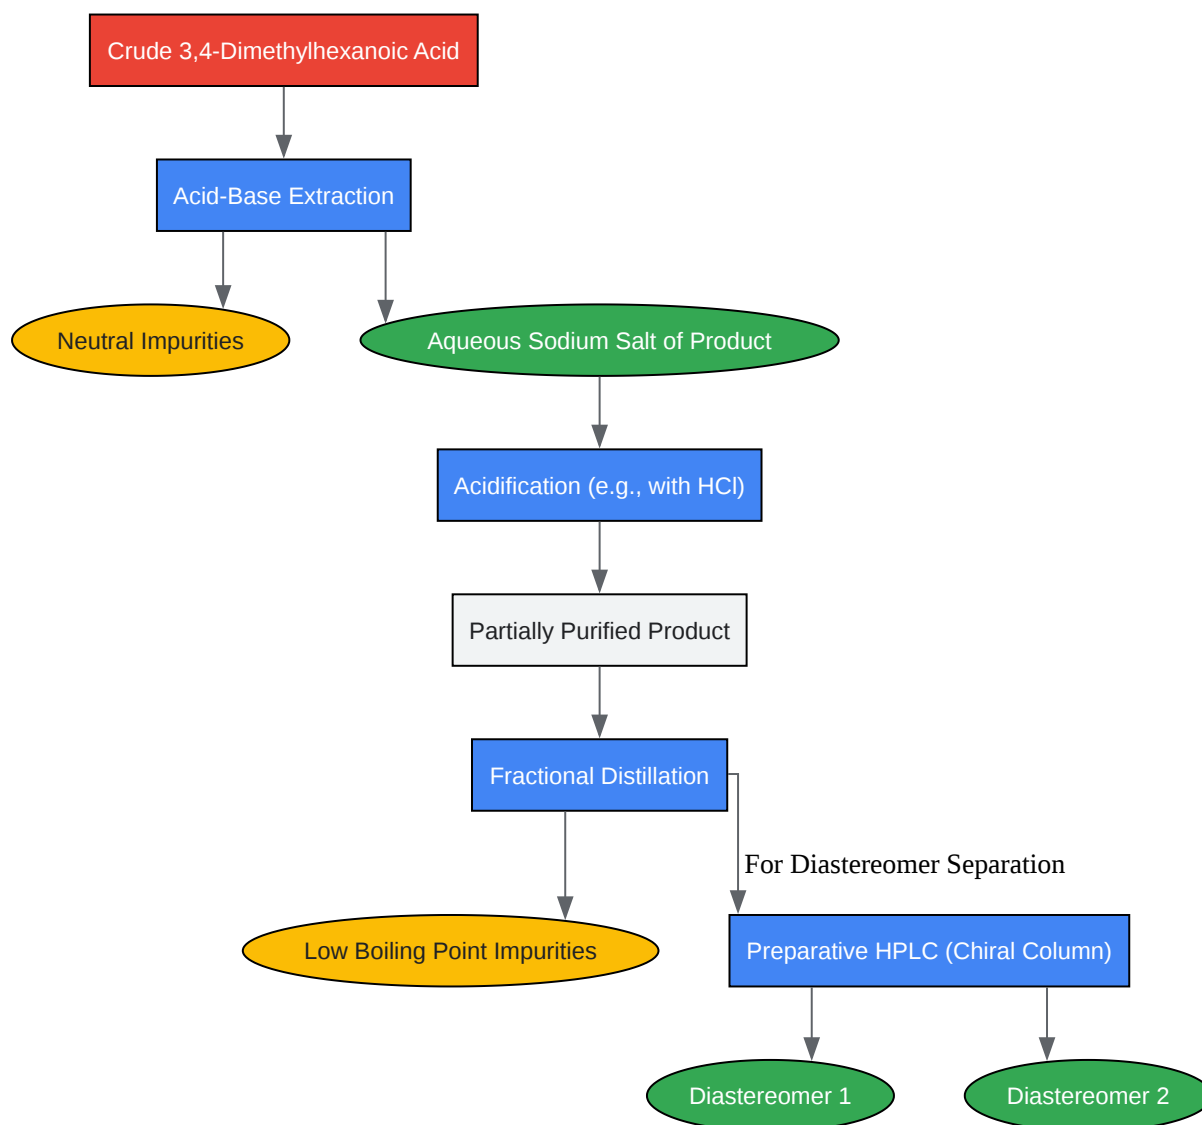 Crude 3,4-Dimethylhexanoic Acid
Acid-Base Extraction
Neutral Impurities
Aqueous Sodium Salt of Product
Acidification (e.g., with HCl)
Partially Purified Product
Fractional Distillation
For Diastereomer Separation
Low Boiling Point Impurities
Preparative HPLC (Chiral Column)
Diastereomer 1
Diastereomer 2